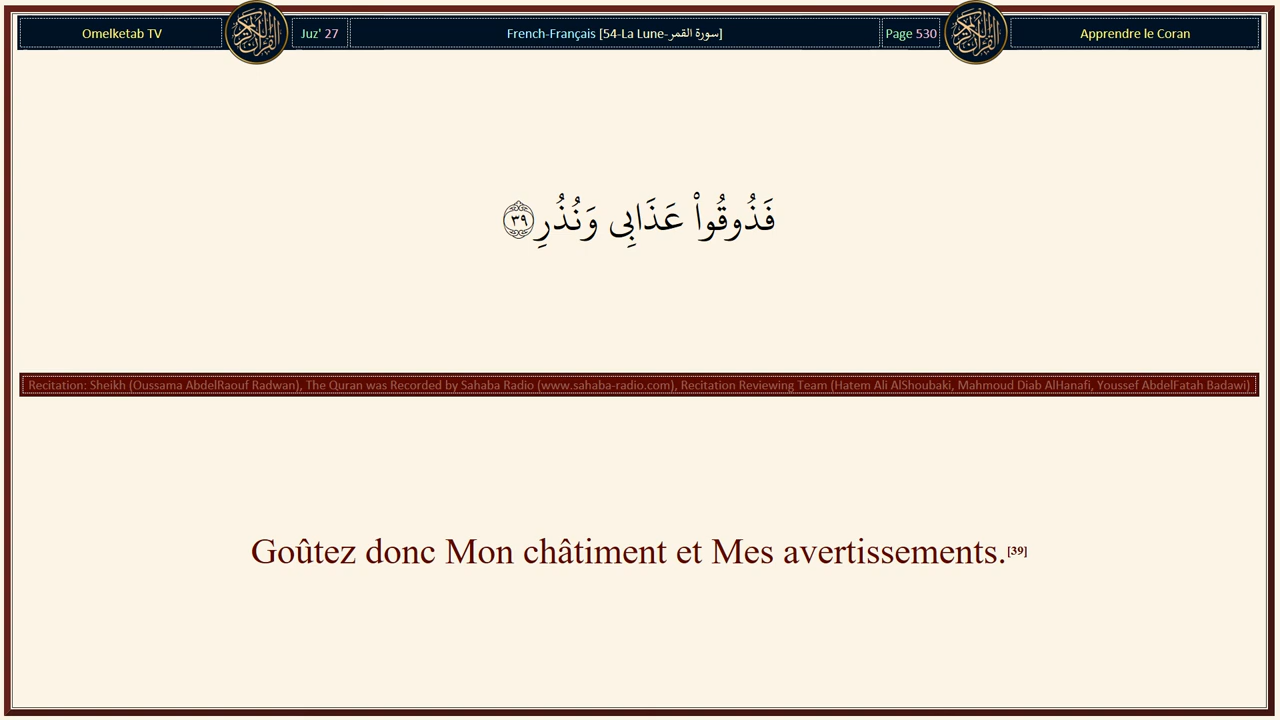 Omelketab TV
Juz' 27
French-Français [54-La Lune-سورة القمر]
Page 530
Apprendre le Coran
فَذُوقُوا۟ عَذَابِى وَنُذُرِ ٣٩
Recitation: Sheikh (Oussama AbdelRaouf Radwan), The Quran was Recorded by Sahaba Radio (www.sahaba-radio.com), Recitation Reviewing Team (Hatem Ali AlShoubaki, Mahmoud Diab AlHanafi, Youssef AbdelFatah Badawi)
Goûtez donc Mon châtiment et Mes avertissements.[39]